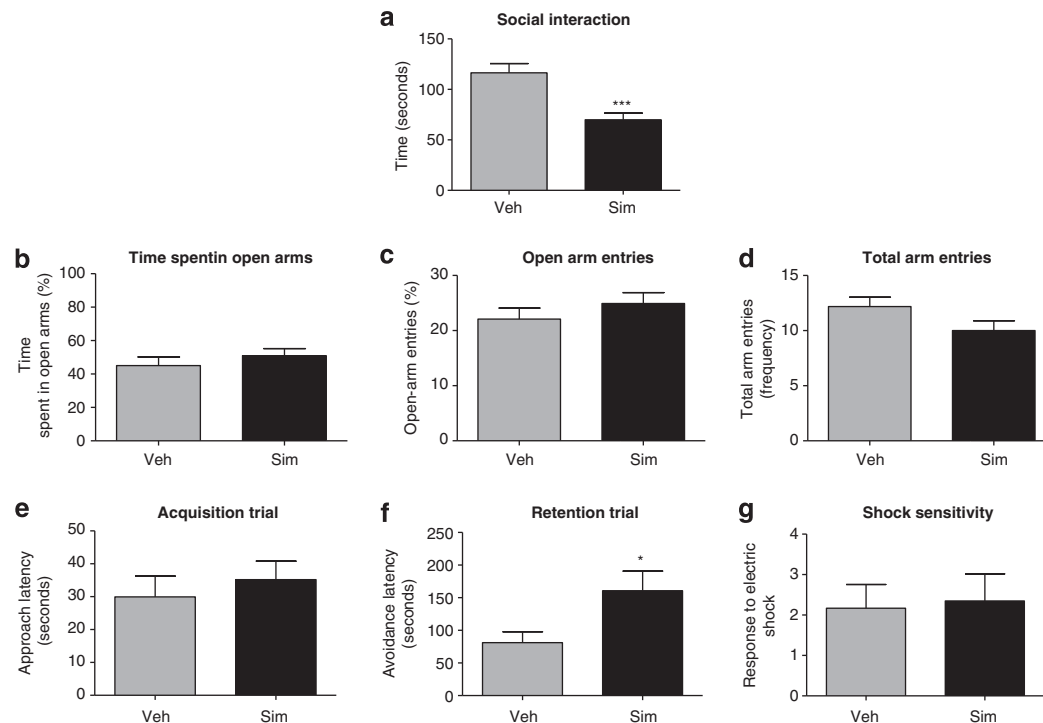 a Social interaction
Time (seconds)
150
100
50
0
***
Veh Sim
b Time spentin open arms
Time
spent in open arms (%)
100
80
60
40
20
0
Veh Sim
c Open arm entries
Open-arm entries (%)
30
20
10
0
Veh Sim
d Total arm entries
Total arm entries
(frequency)
15
10
5
0
Veh Sim
e Acquisition trial
Approach latency
(seconds)
50
40
30
20
10
0
Veh Sim
f Retention trial
Avoidance latency
(seconds)
250
200
150
100
50
0
*
Veh Sim
g Shock sensitivity
Response to electric
shock
4
3
2
1
0
Veh Sim